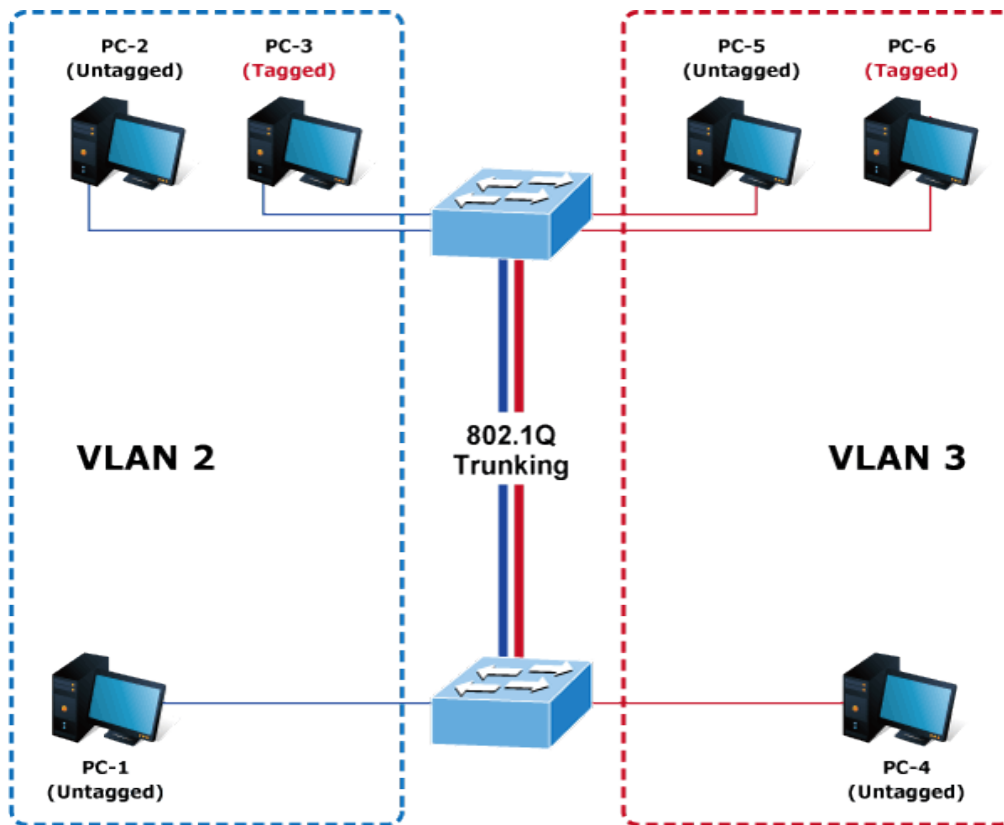 PC-2
(Untagged)
PC-3
(Tagged)
PC-5
(Untagged)
PC-6
(Tagged)
VLAN 2
802.1Q
Trunking
VLAN 3
PC-1
(Untagged)
PC-4
(Untagged)